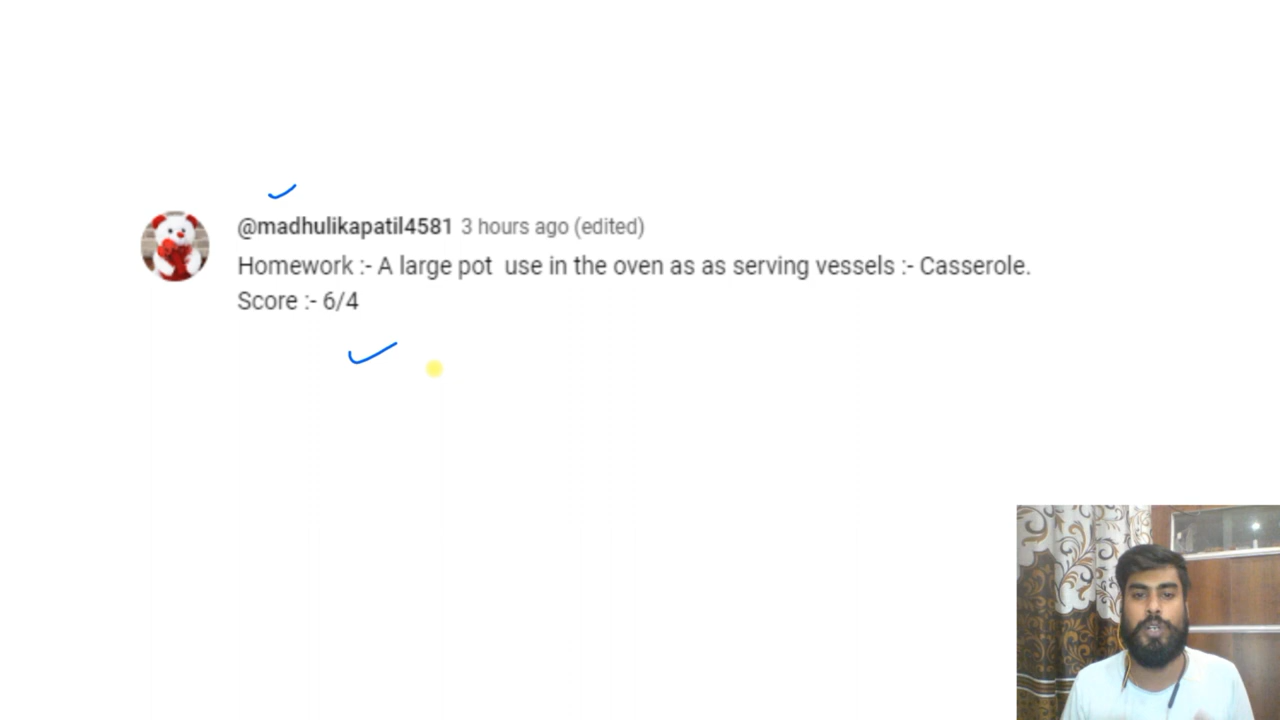 @madhulikapatil4581 3 hours ago (edited)
Homework :- A large pot use in the oven as as serving vessels :- Casserole.
Score :- 6/4